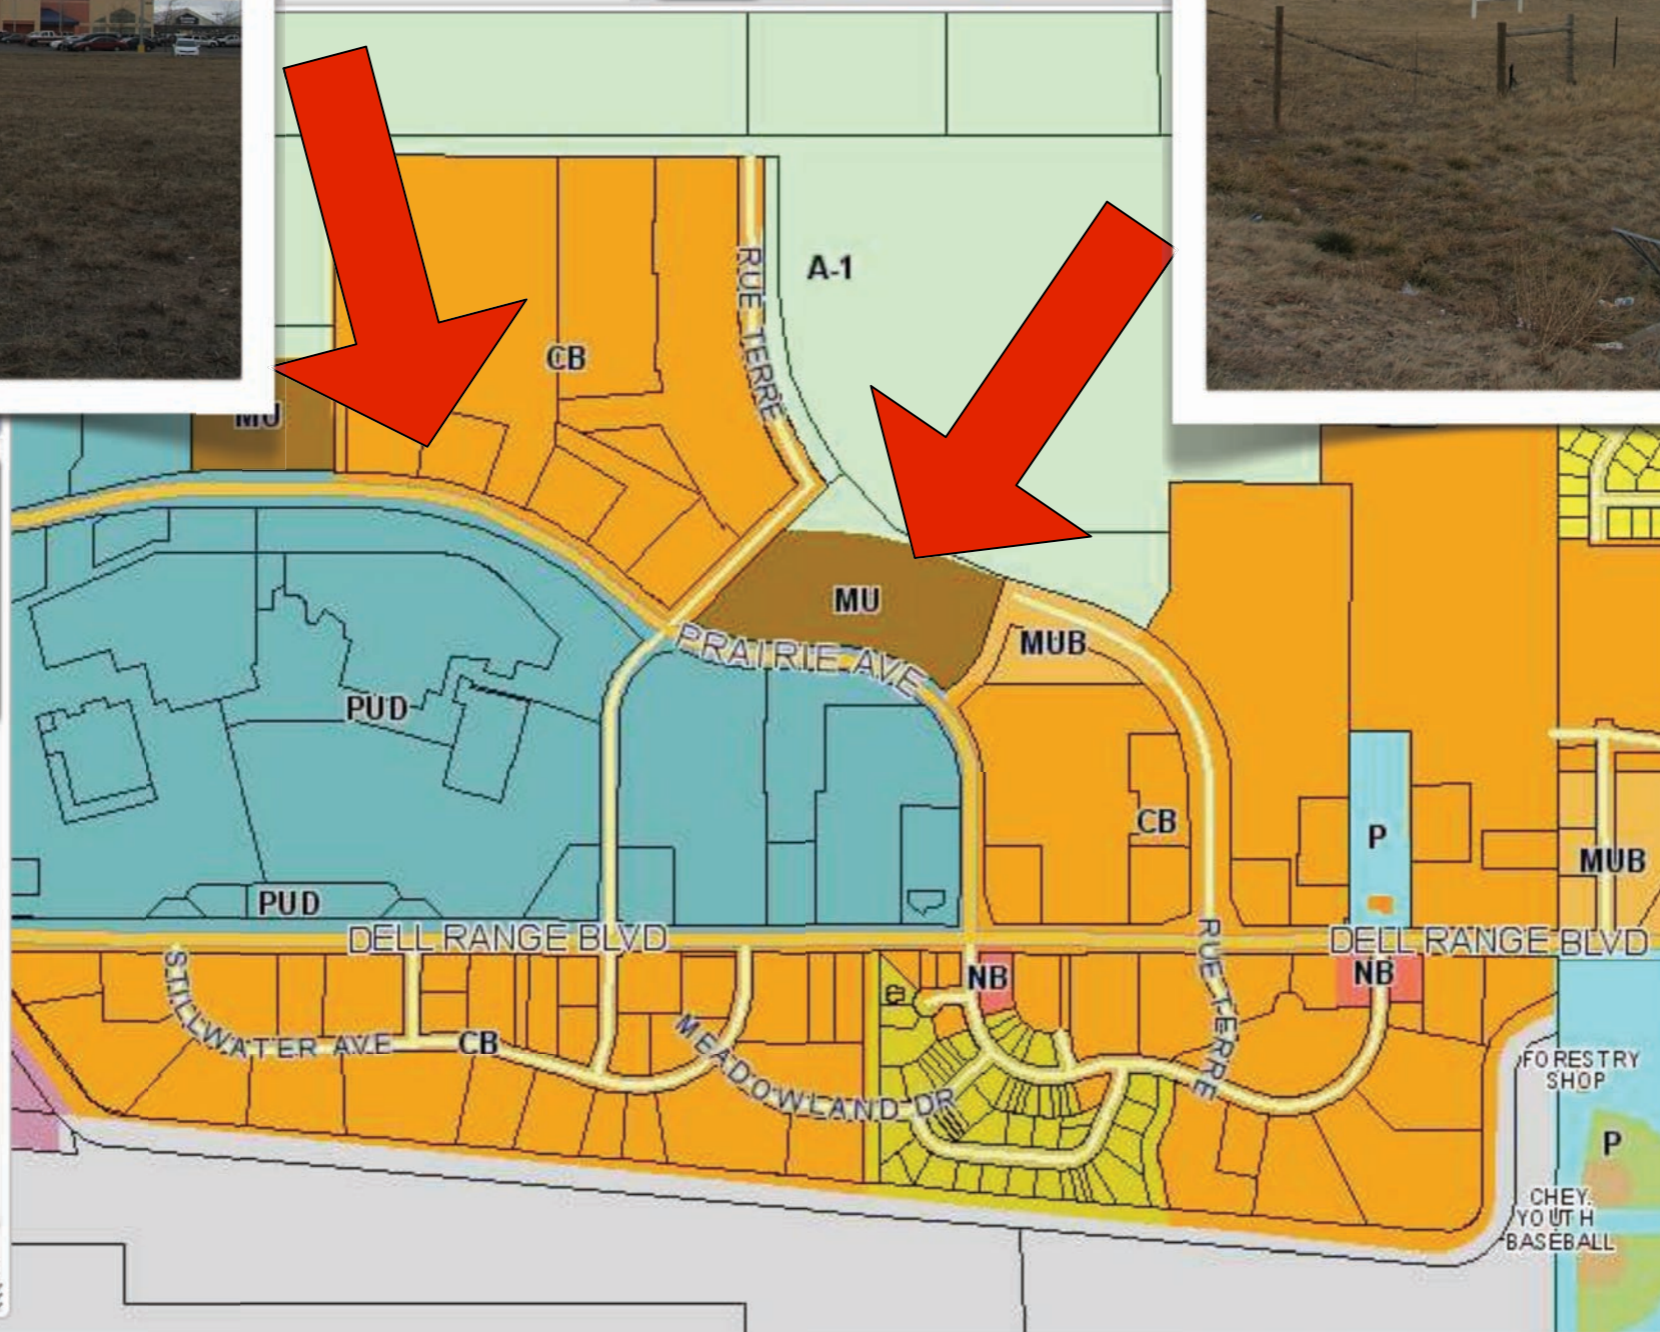 A-1
RUE TERRE
CB
MU
MU
MUB
PRAIRIE AVE
PUD
CB
P
MUB
PUD
DELL RANGE BLVD
DELL RANGE BLVD
STILLWATER AVE
CB
MEADOWLAND DR
NB
RUE TERRE
NB
FORESTRY
SHOP
P
CHEY.
YOUTH
BASEBALL